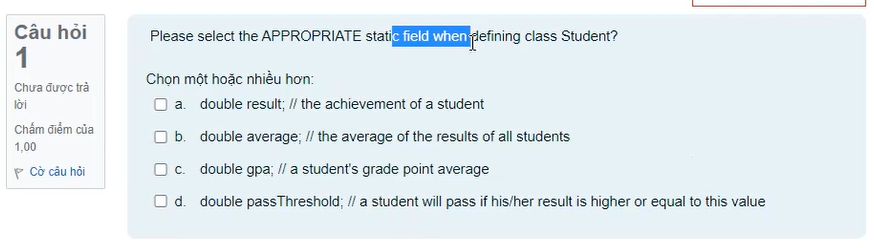 Câu hỏi
1
Chưa được trả
lời
Chấm điểm của
1,00
Cờ câu hỏi
Please select the APPROPRIATE static field when defining class Student?
Chọn một hoặc nhiều hơn:
a. double result; // the achievement of a student
b. double average; // the average of the results of all students
c. double gpa; // a student's grade point average
d. double passThreshold; // a student will pass if his/her result is higher or equal to this value